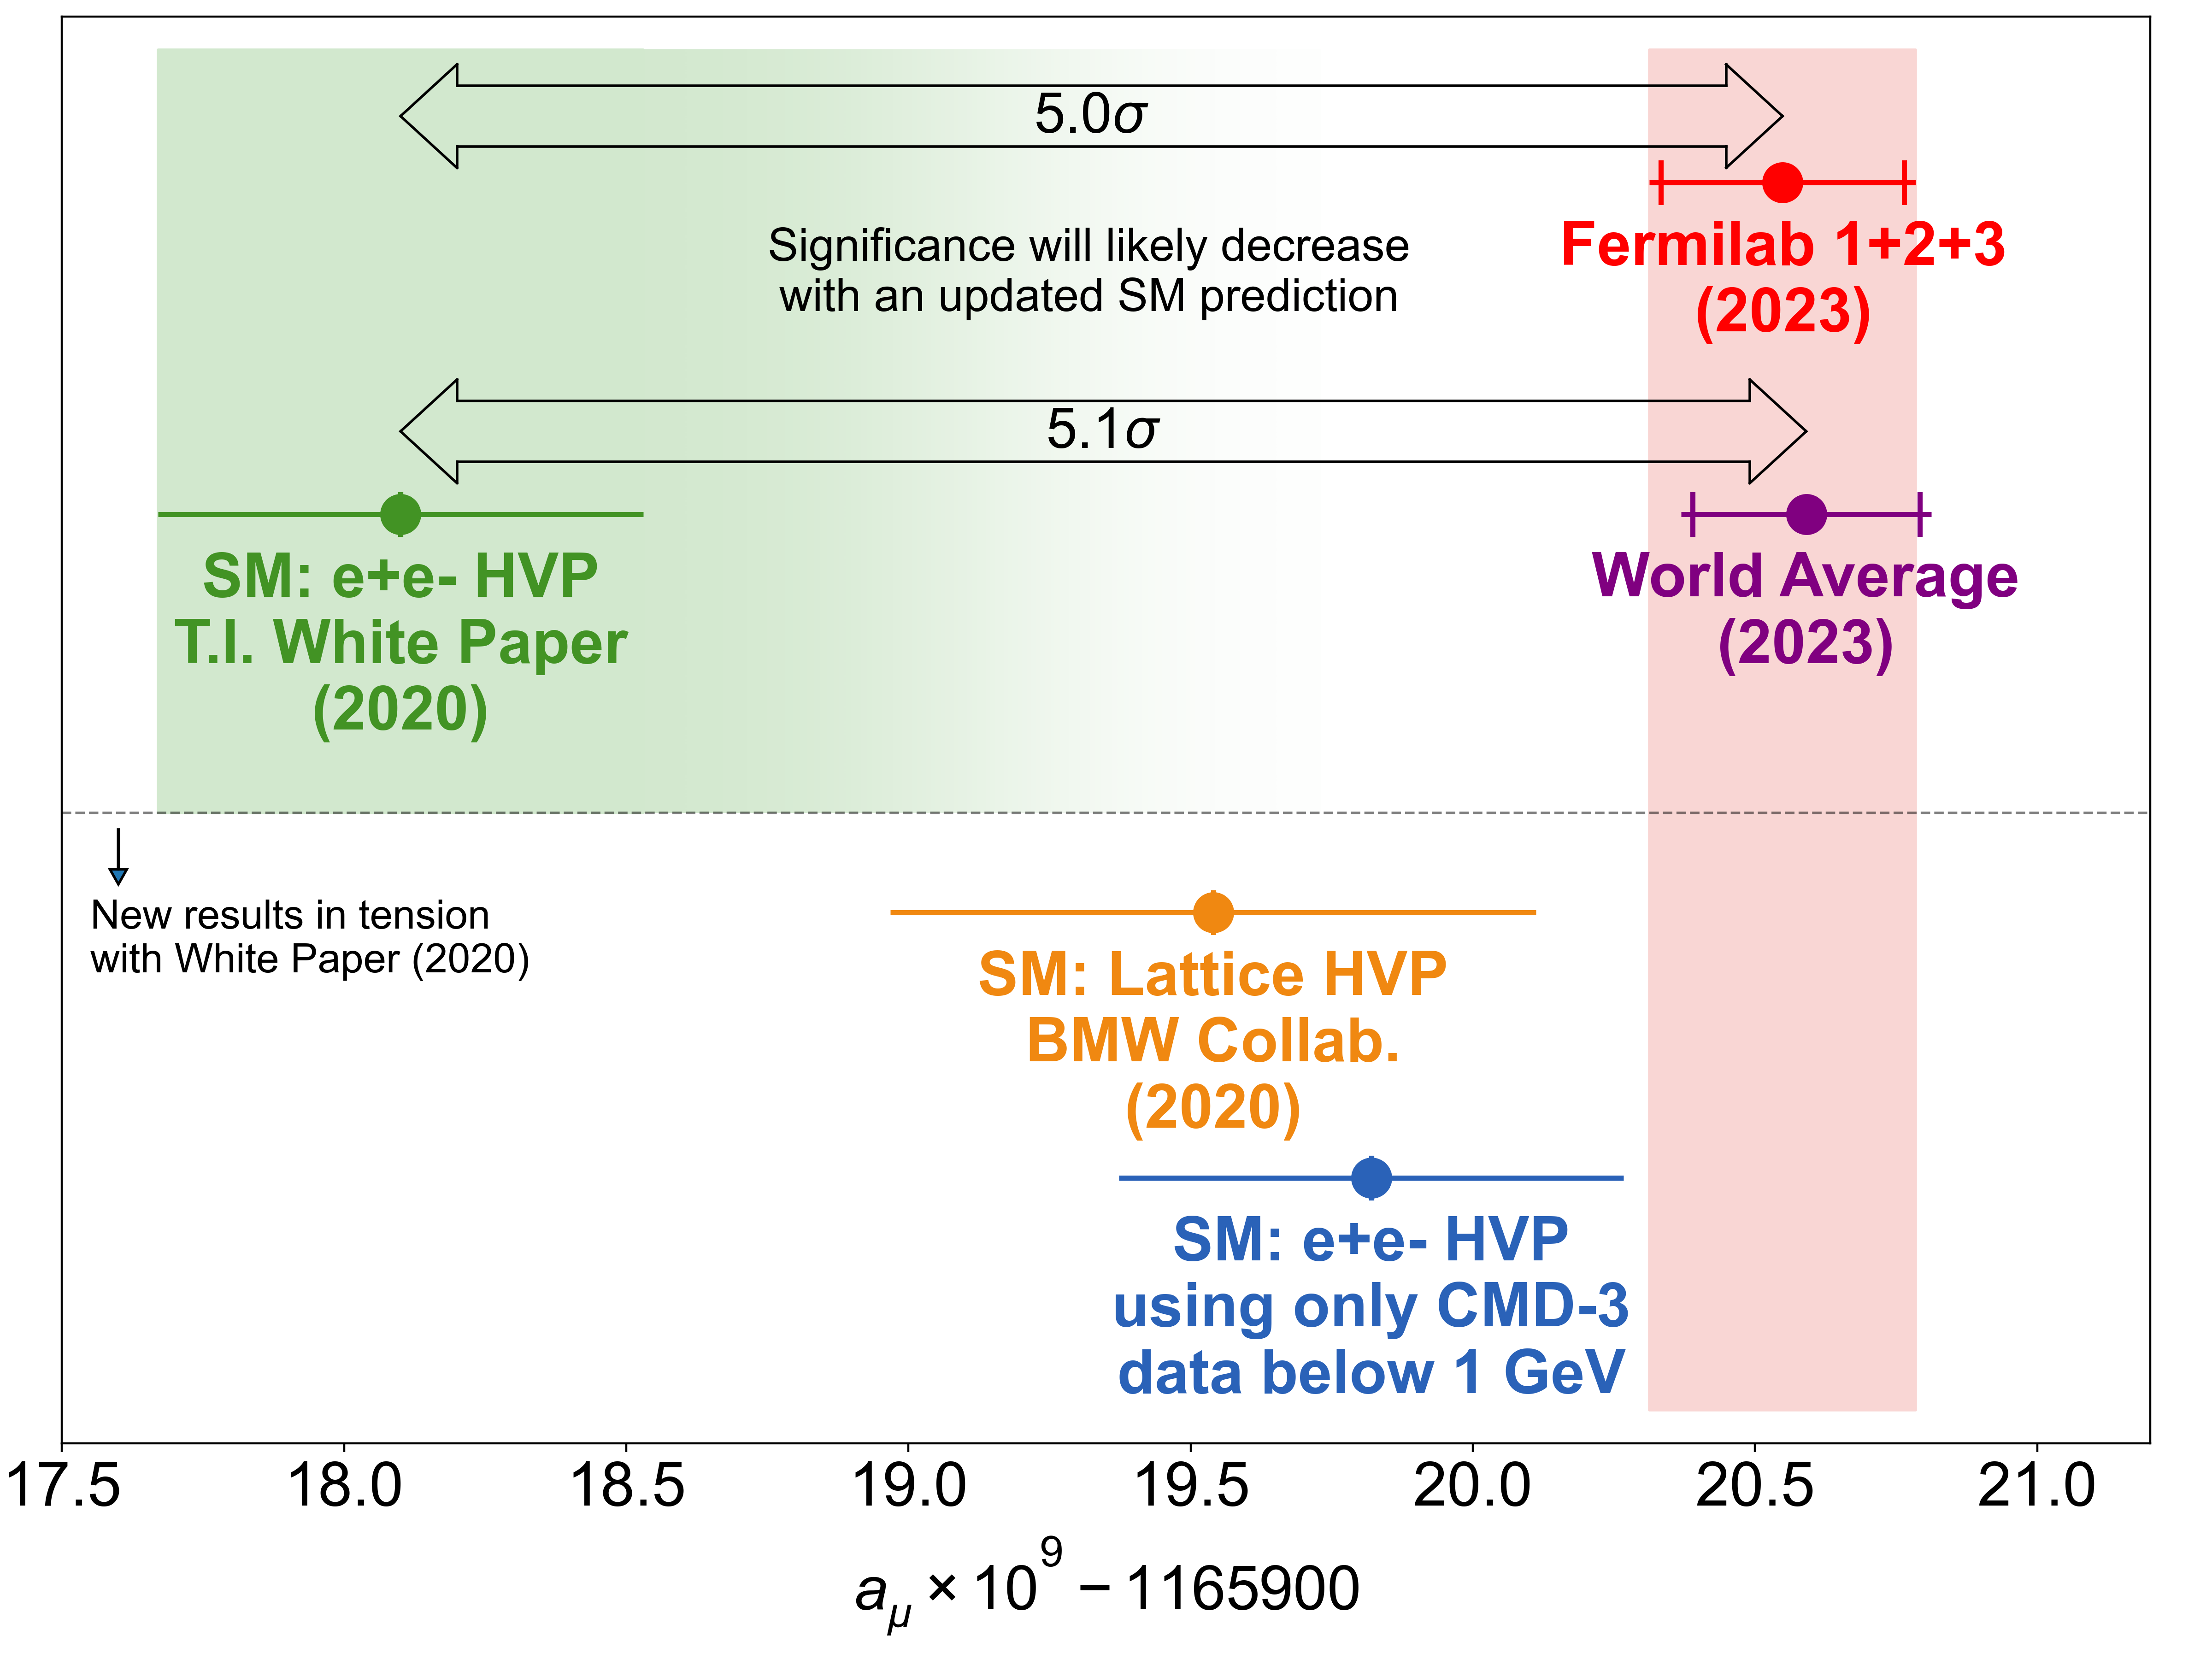 5.0σ
Fermilab 1+2+3
(2023)
Significance will likely decrease
with an updated SM prediction
5.1σ
SM: e+e- HVP
T.I. White Paper
(2020)
World Average
(2023)
New results in tension
with White Paper (2020)
SM: Lattice HVP
BMW Collab.
(2020)
SM: e+e- HVP
using only CMD-3
data below 1 GeV
17.5 18.0 18.5 19.0 19.5 20.0 20.5 21.0
aμ × 10⁹ − 1165900